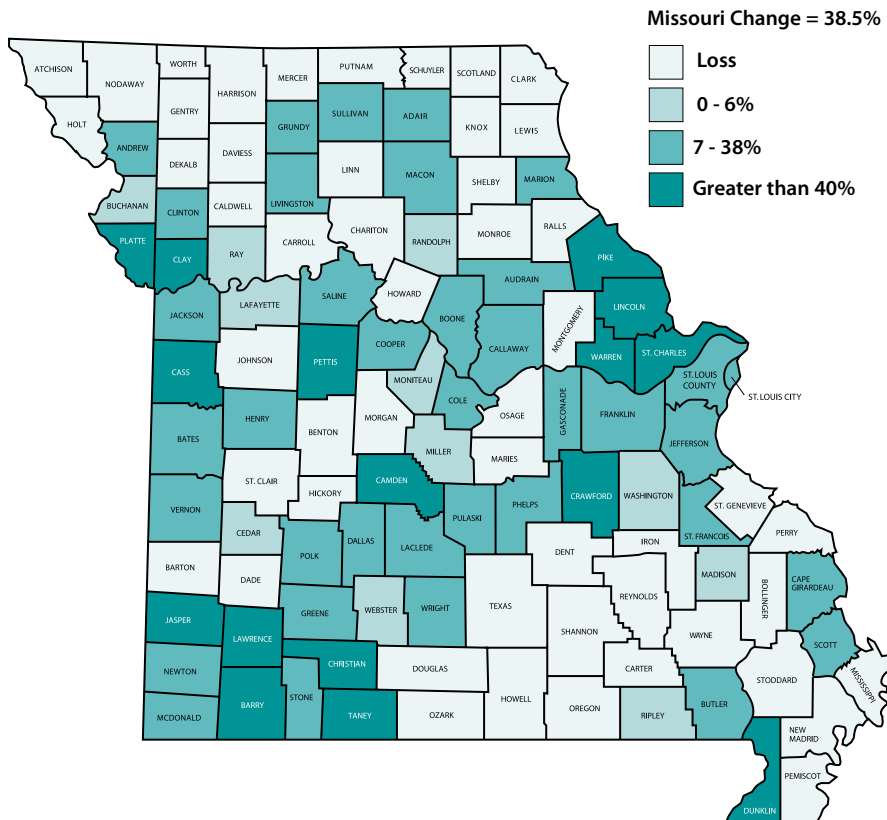 Missouri Change = 38.5%
Loss
0 - 6%
7 - 38%
Greater than 40%
ATCHISON
NODAWAY
WORTH
HARRISON
MERCER
PUTNAM
SCHUYLER
SCOTLAND
CLARK
HOLT
GENTRY
GRUNDY
SULLIVAN
ADAIR
KNOX
LEWIS
ANDREW
DEKALB
DAVIESS
LINN
MACON
SHELBY
MARION
BUCHANAN
CLINTON
CALDWELL
LIVINGSTON
CHARITON
RANDOLPH
MONROE
RALLS
PLATTE
CLAY
RAY
CARROLL
PIKE
AUDRAIN
JACKSON
LAFAYETTE
SALINE
HOWARD
BOONE
CALLAWAY
MONTGOMERY
LINCOLN
CASS
JOHNSON
PETTIS
COOPER
MONITEAU
COLE
WARREN
ST. CHARLES
ST. LOUIS
COUNTY
ST. LOUIS CITY
BATES
HENRY
BENTON
MORGAN
MILLER
OSAGE
GASCONADE
FRANKLIN
JEFFERSON
MARIES
VERNON
ST. CLAIR
HICKORY
CAMDEN
PULASKI
PHELPS
CRAWFORD
WASHINGTON
ST. GENEVIEVE
ST. FRANCOIS
PERRY
CEDAR
POLK
DALLAS
LACLEDE
DENT
IRON
BARTON
DADE
TEXAS
REYNOLDS
MADISON
BOLLINGER
CAPE
GIRARDEAU
JASPER
LAWRENCE
GREENE
WEBSTER
WRIGHT
SHANNON
WAYNE
SCOTT
NEWTON
CHRISTIAN
DOUGLAS
CARTER
STODDARD
MISSISSIPPI
MCDONALD
BARRY
STONE
TANEY
OZARK
HOWELL
OREGON
RIPLEY
BUTLER
NEW
MADRID
PEMISCOT
DUNKLIN